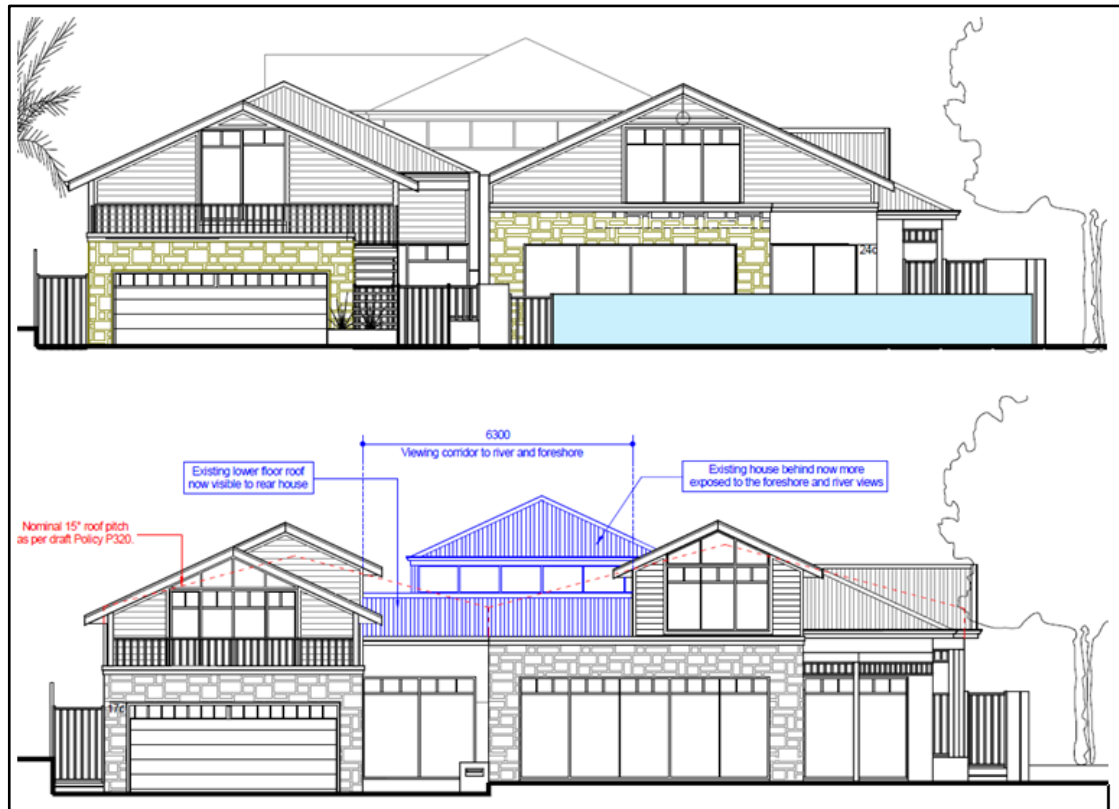 24c
6300
Viewing corridor to river and foreshore
Existing lower floor roof
now visible to rear house
Existing house behind now more
exposed to the foreshore and river views
Nominal 15° roof pitch
as per draft Policy P320.
17c